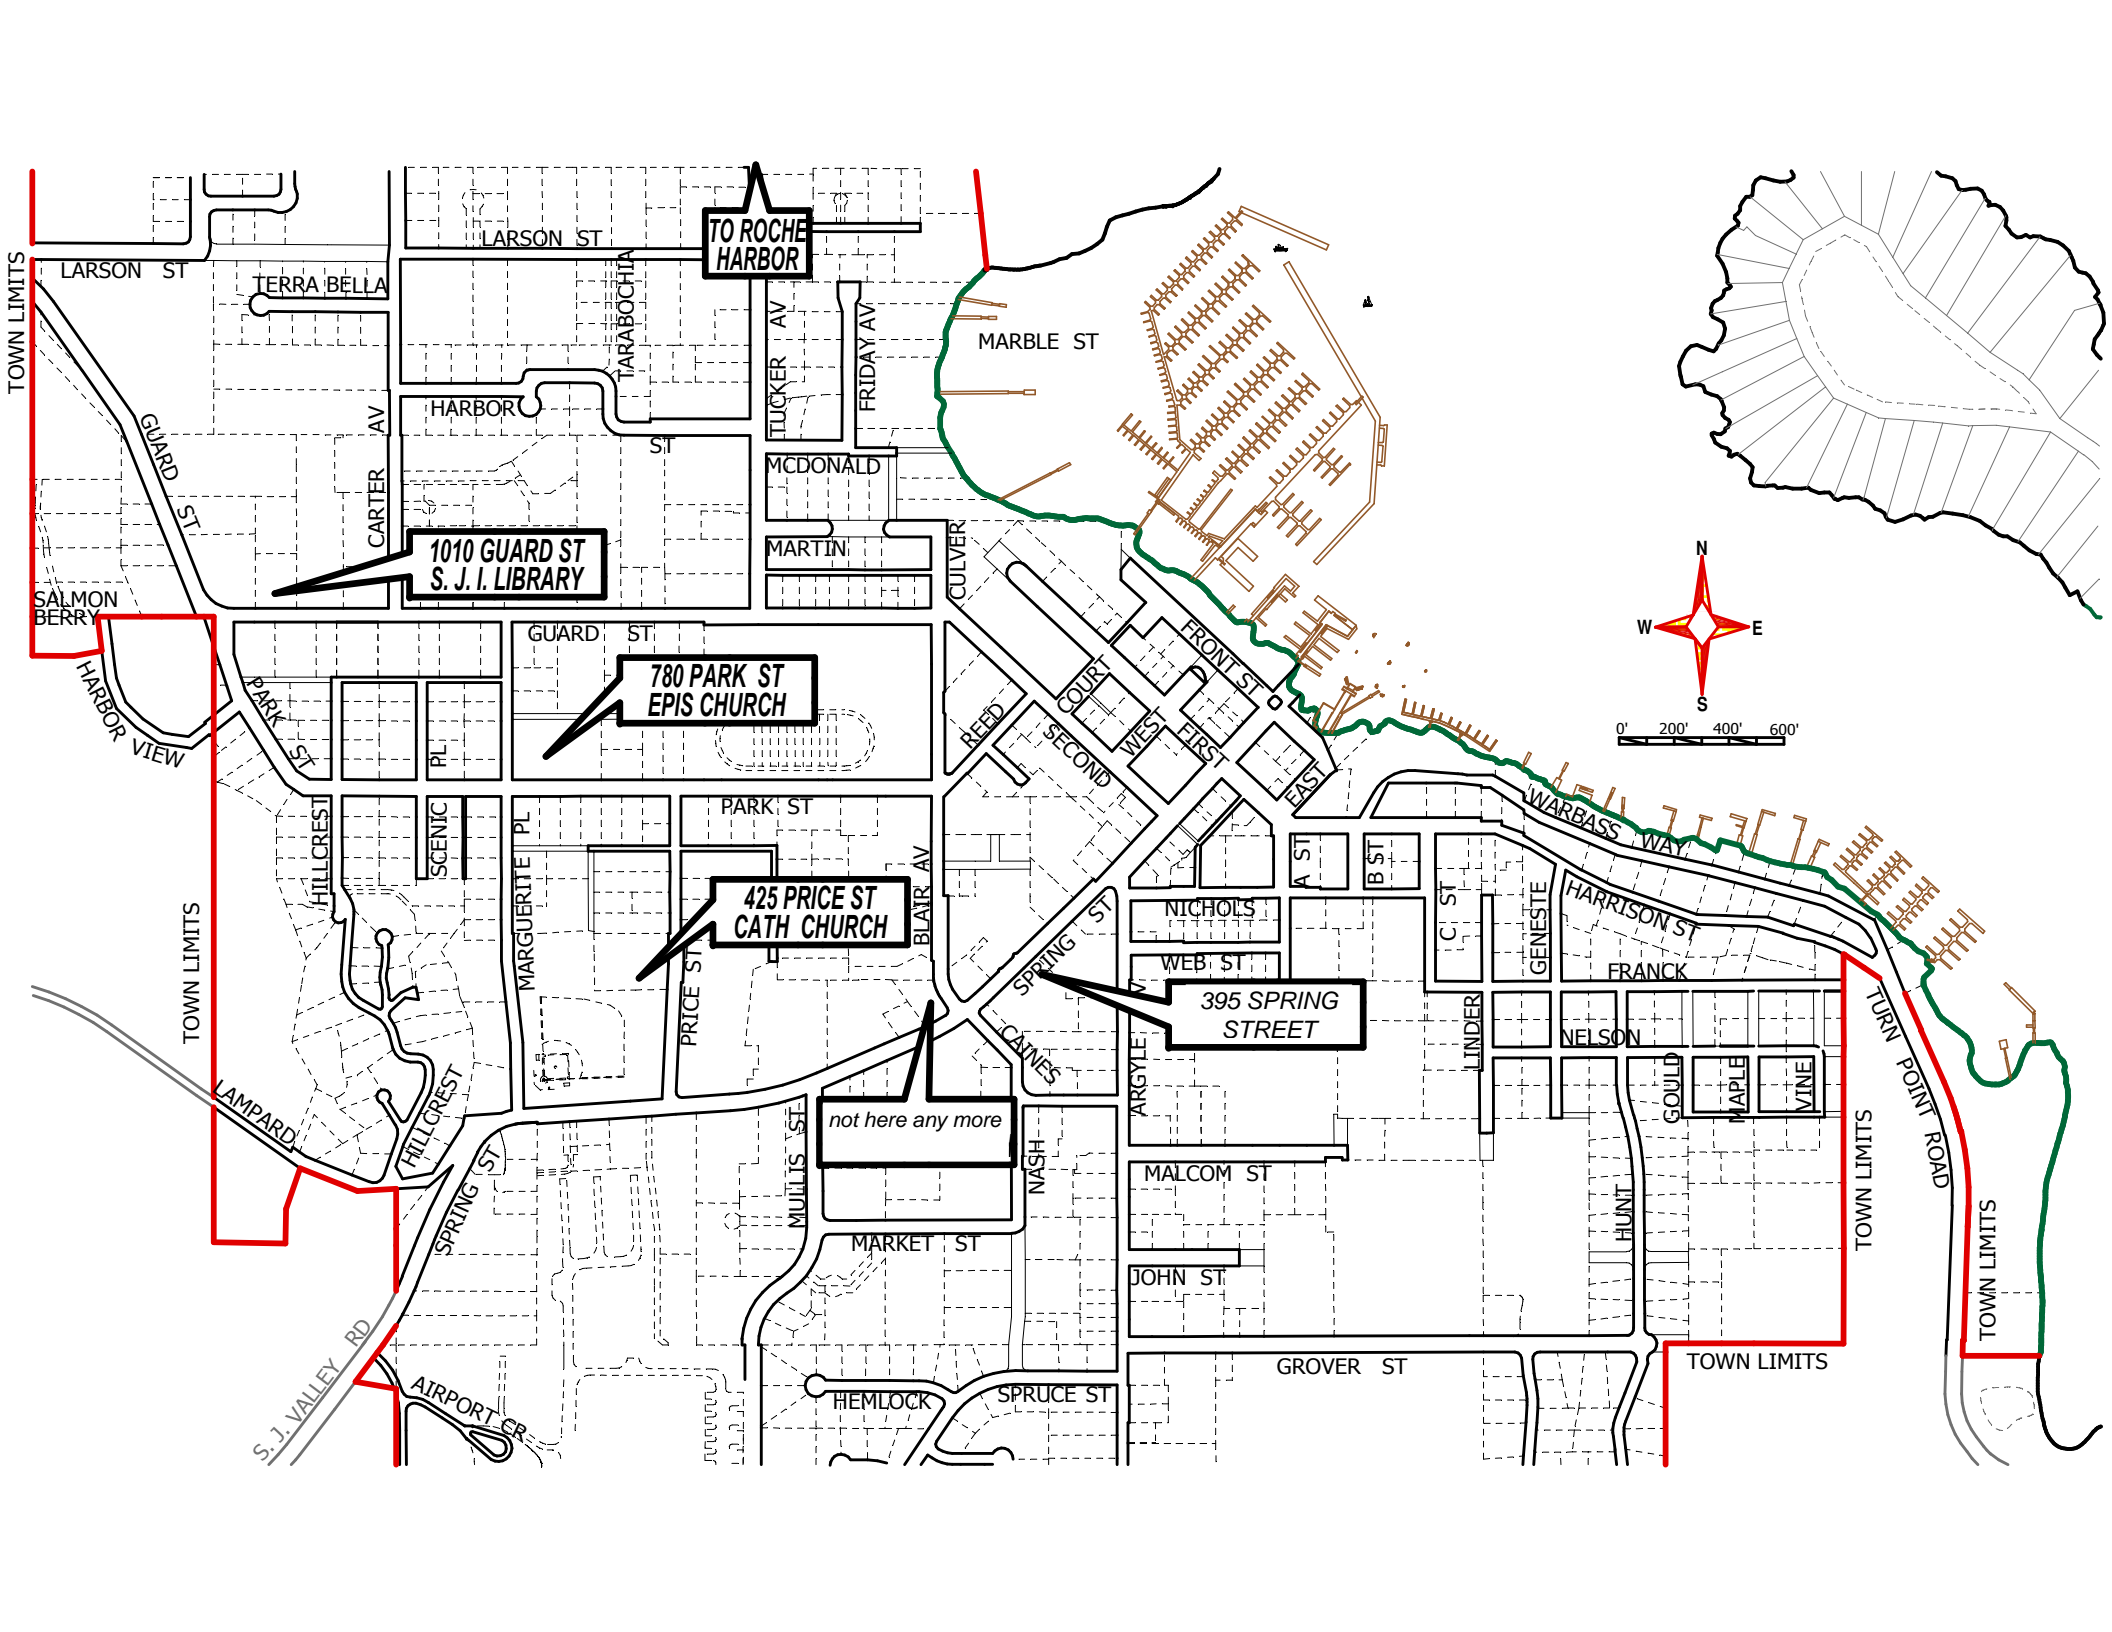 TO ROCHE
HARBOR
LARSON ST
LARSON ST
TERRA BELLA
TOWN LIMITS
TARABOCHIA
TUCKER AV
FRIDAY AV
MARBLE ST
HARBOR
ST
GUARD
ST
CARTER AV
MCDONALD
MARTIN
CULVER
1010 GUARD ST
S. J. I. LIBRARY
SALMON
BERRY
HARBOR
VIEW
GUARD ST
PARK
ST
780 PARK ST
EPIS CHURCH
PL
SCENIC
HILLCREST
MARGUERITE PL
PARK ST
REED
SECOND
COURT
WEST
FIRST
FRONT ST
EAST
N
W
E
S
0'
200'
400'
600'
WARBASS
WAY
HARRISON ST
425 PRICE ST
CATH CHURCH
BLAIR AV
PRICE ST
SPRING ST
NICHOLS
WEB ST
A ST
B ST
C ST
GENESTE
FRANCK
LINDER
NELSON
395 SPRING
STREET
CAINES
ARGYLE
V
TOWN LIMITS
LAMPARD
HILLCREST
not here any more
MULLIS ST
NASH
MALCOM ST
GOULD
MAPLE
VINE
TURN POINT ROAD
TOWN LIMITS
TOWN LIMITS
HUNT
SPRING ST
MARKET ST
JOHN ST
GROVER ST
TOWN LIMITS
S. J. VALLEY RD
AIRPORT CR
HEMLOCK
SPRUCE ST